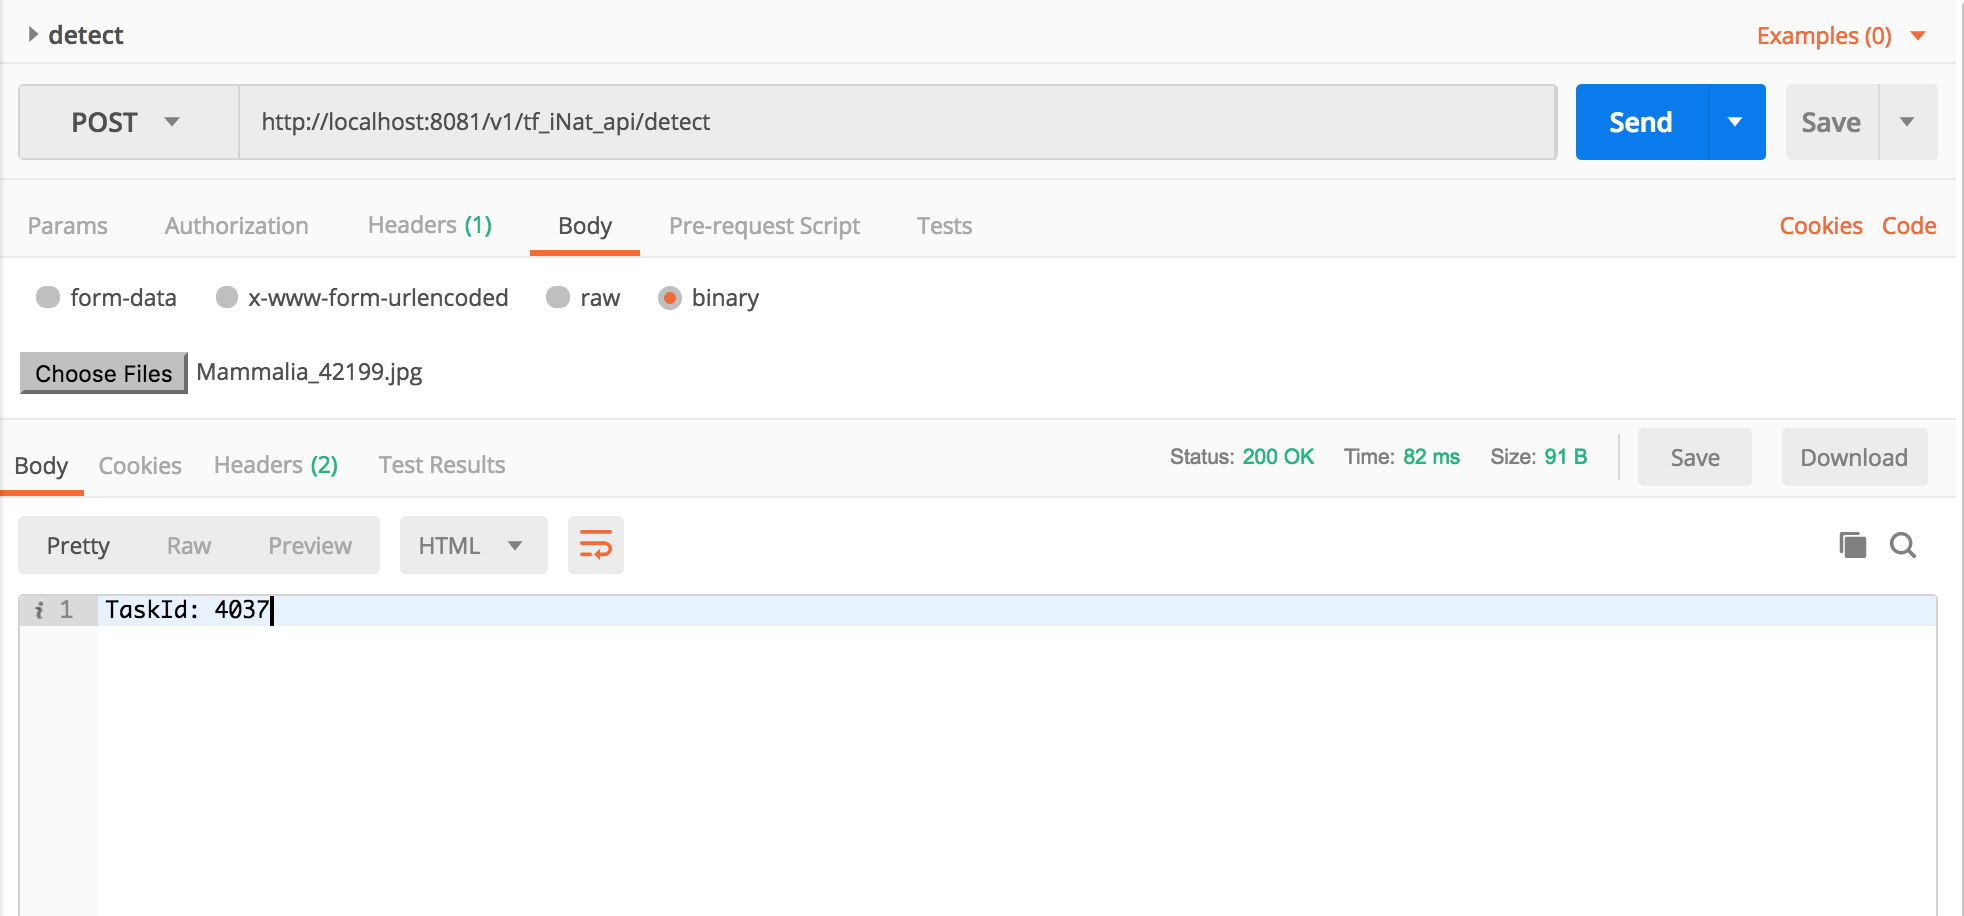 detect
Examples (0)
POST http://localhost:8081/v1/tf_iNat_api/detect Send Save
Params Authorization Headers (1) Body Pre-request Script Tests Cookies Code
form-data x-www-form-urlencoded raw binary
Choose Files Mammalia_42199.jpg
Body Cookies Headers (2) Test Results Status: 200 OK Time: 82 ms Size: 91 B Save Download
Pretty Raw Preview HTML
i 1 TaskId: 4037